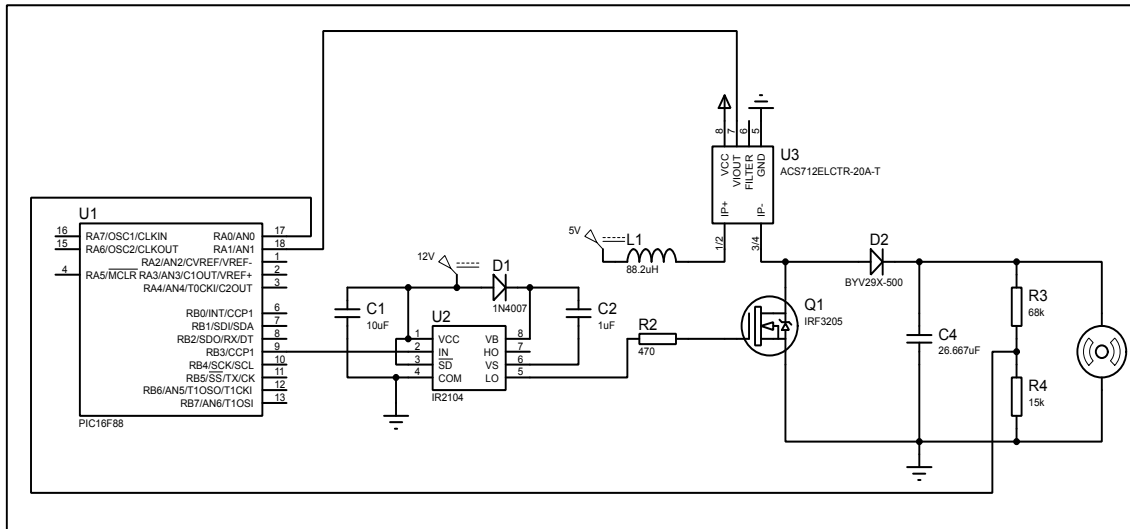 U1
16
15
4
RA7/OSC1/CLKIN
RA6/OSC2/CLKOUT
RA5/MCLR
RA0/AN0
RA1/AN1
RA2/AN2/CVREF/VREF-
RA3/AN3/C1OUT/VREF+
RA4/AN4/T0CKI/C2OUT
RB0/INT/CCP1
RB1/SDI/SDA
RB2/SDO/RX/DT
RB3/CCP1
RB4/SCK/SCL
RB5/SS/TX/CK
RB6/AN5/T1OSO/T1CKI
RB7/AN6/T1OSI
17
18
1
2
3
6
7
8
9
10
11
12
13
PIC16F88
C1
10uF
12V
D1
1N4007
U2
1
2
3
4
VCC
IN
SD
COM
VB
HO
VS
LO
8
7
6
5
IR2104
C2
1uF
R2
470
5V
L1
88.2uH
8
7
6
5
VCC
VIOUT
FILTER
GND
IP+
IP-
1/2
3/4
U3
ACS712ELCTR-20A-T
D2
BYV29X-500
Q1
IRF3205
C4
26.667uF
R3
68k
R4
15k